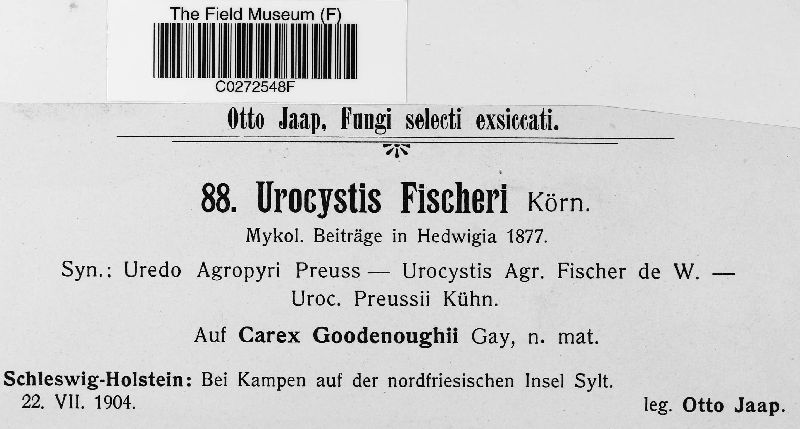 The Field Museum (F)
C0272548F
Otto Jaap, Fungi selecti exsiccati.
88. Urocystis Fischeri Körn.
Mykol. Beiträge in Hedwigia 1877.
Syn.: Uredo Agropyri Preuss — Urocystis Agr. Fischer de W. —
Uroc. Preussii Kühn.
Auf Carex Goodenoughii Gay, n. mat.
Schleswig-Holstein: Bei Kampen auf der nordfriesischen Insel Sylt.
22. VII. 1904.
leg. Otto Jaap.